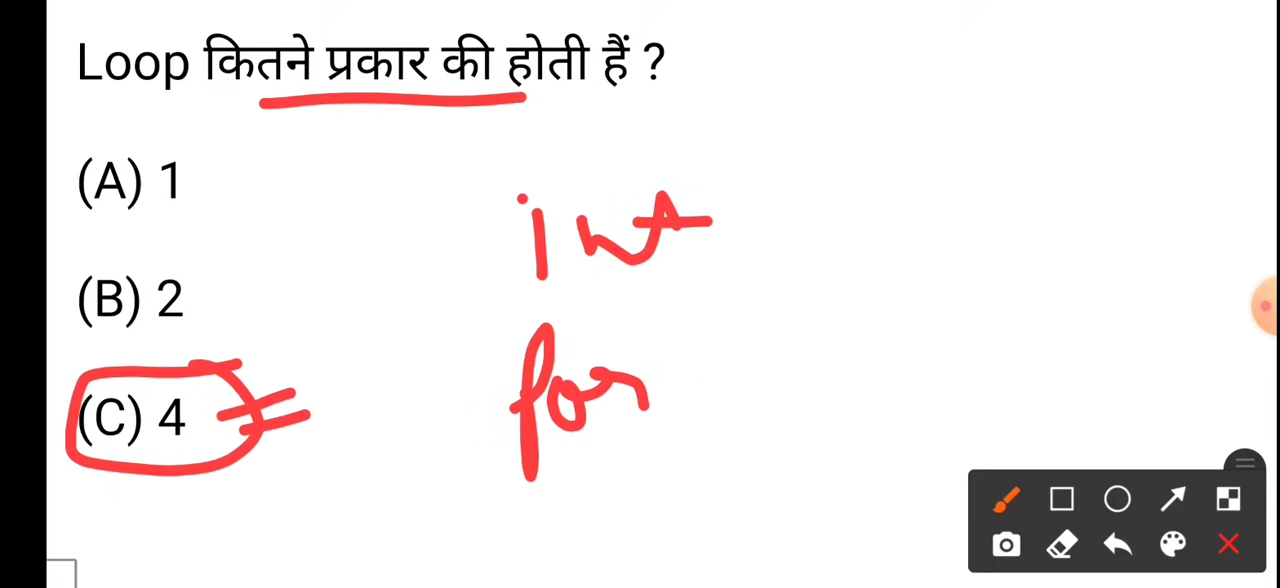 Loop कितने प्रकार की होती हैं ?
(A) 1
int
(B) 2
for
(C) 4